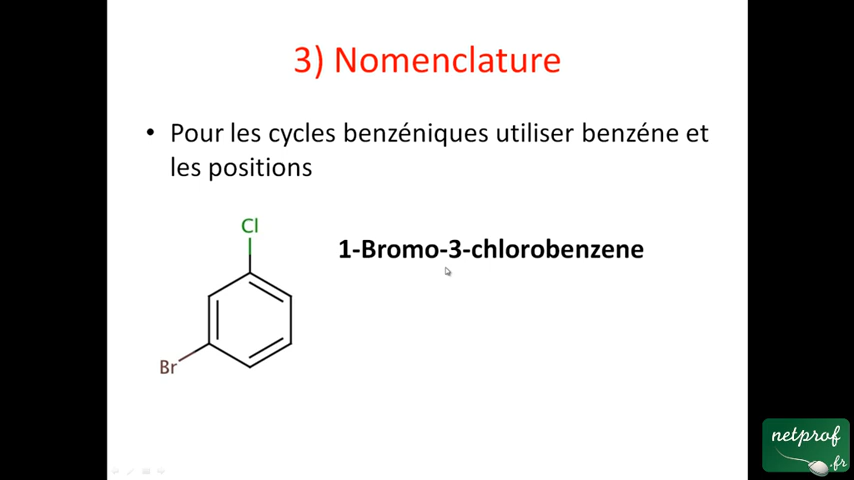 3) Nomenclature
• Pour les cycles benzéniques utiliser benzéne et
les positions
Cl
1-Bromo-3-chlorobenzene
Br
netprof
.fr